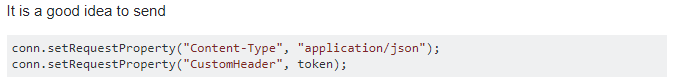 It is a good idea to send
conn.setRequestProperty("Content-Type", "application/json");
conn.setRequestProperty("CustomHeader", token);